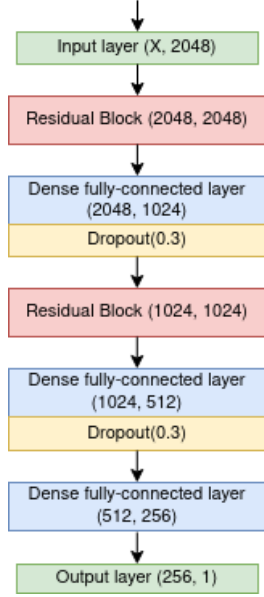 Input layer (X, 2048)
Residual Block (2048, 2048)
Dense fully-connected layer
(2048, 1024)
Dropout(0.3)
Residual Block (1024, 1024)
Dense fully-connected layer
(1024, 512)
Dropout(0.3)
Dense fully-connected layer
(512, 256)
Output layer (256, 1)